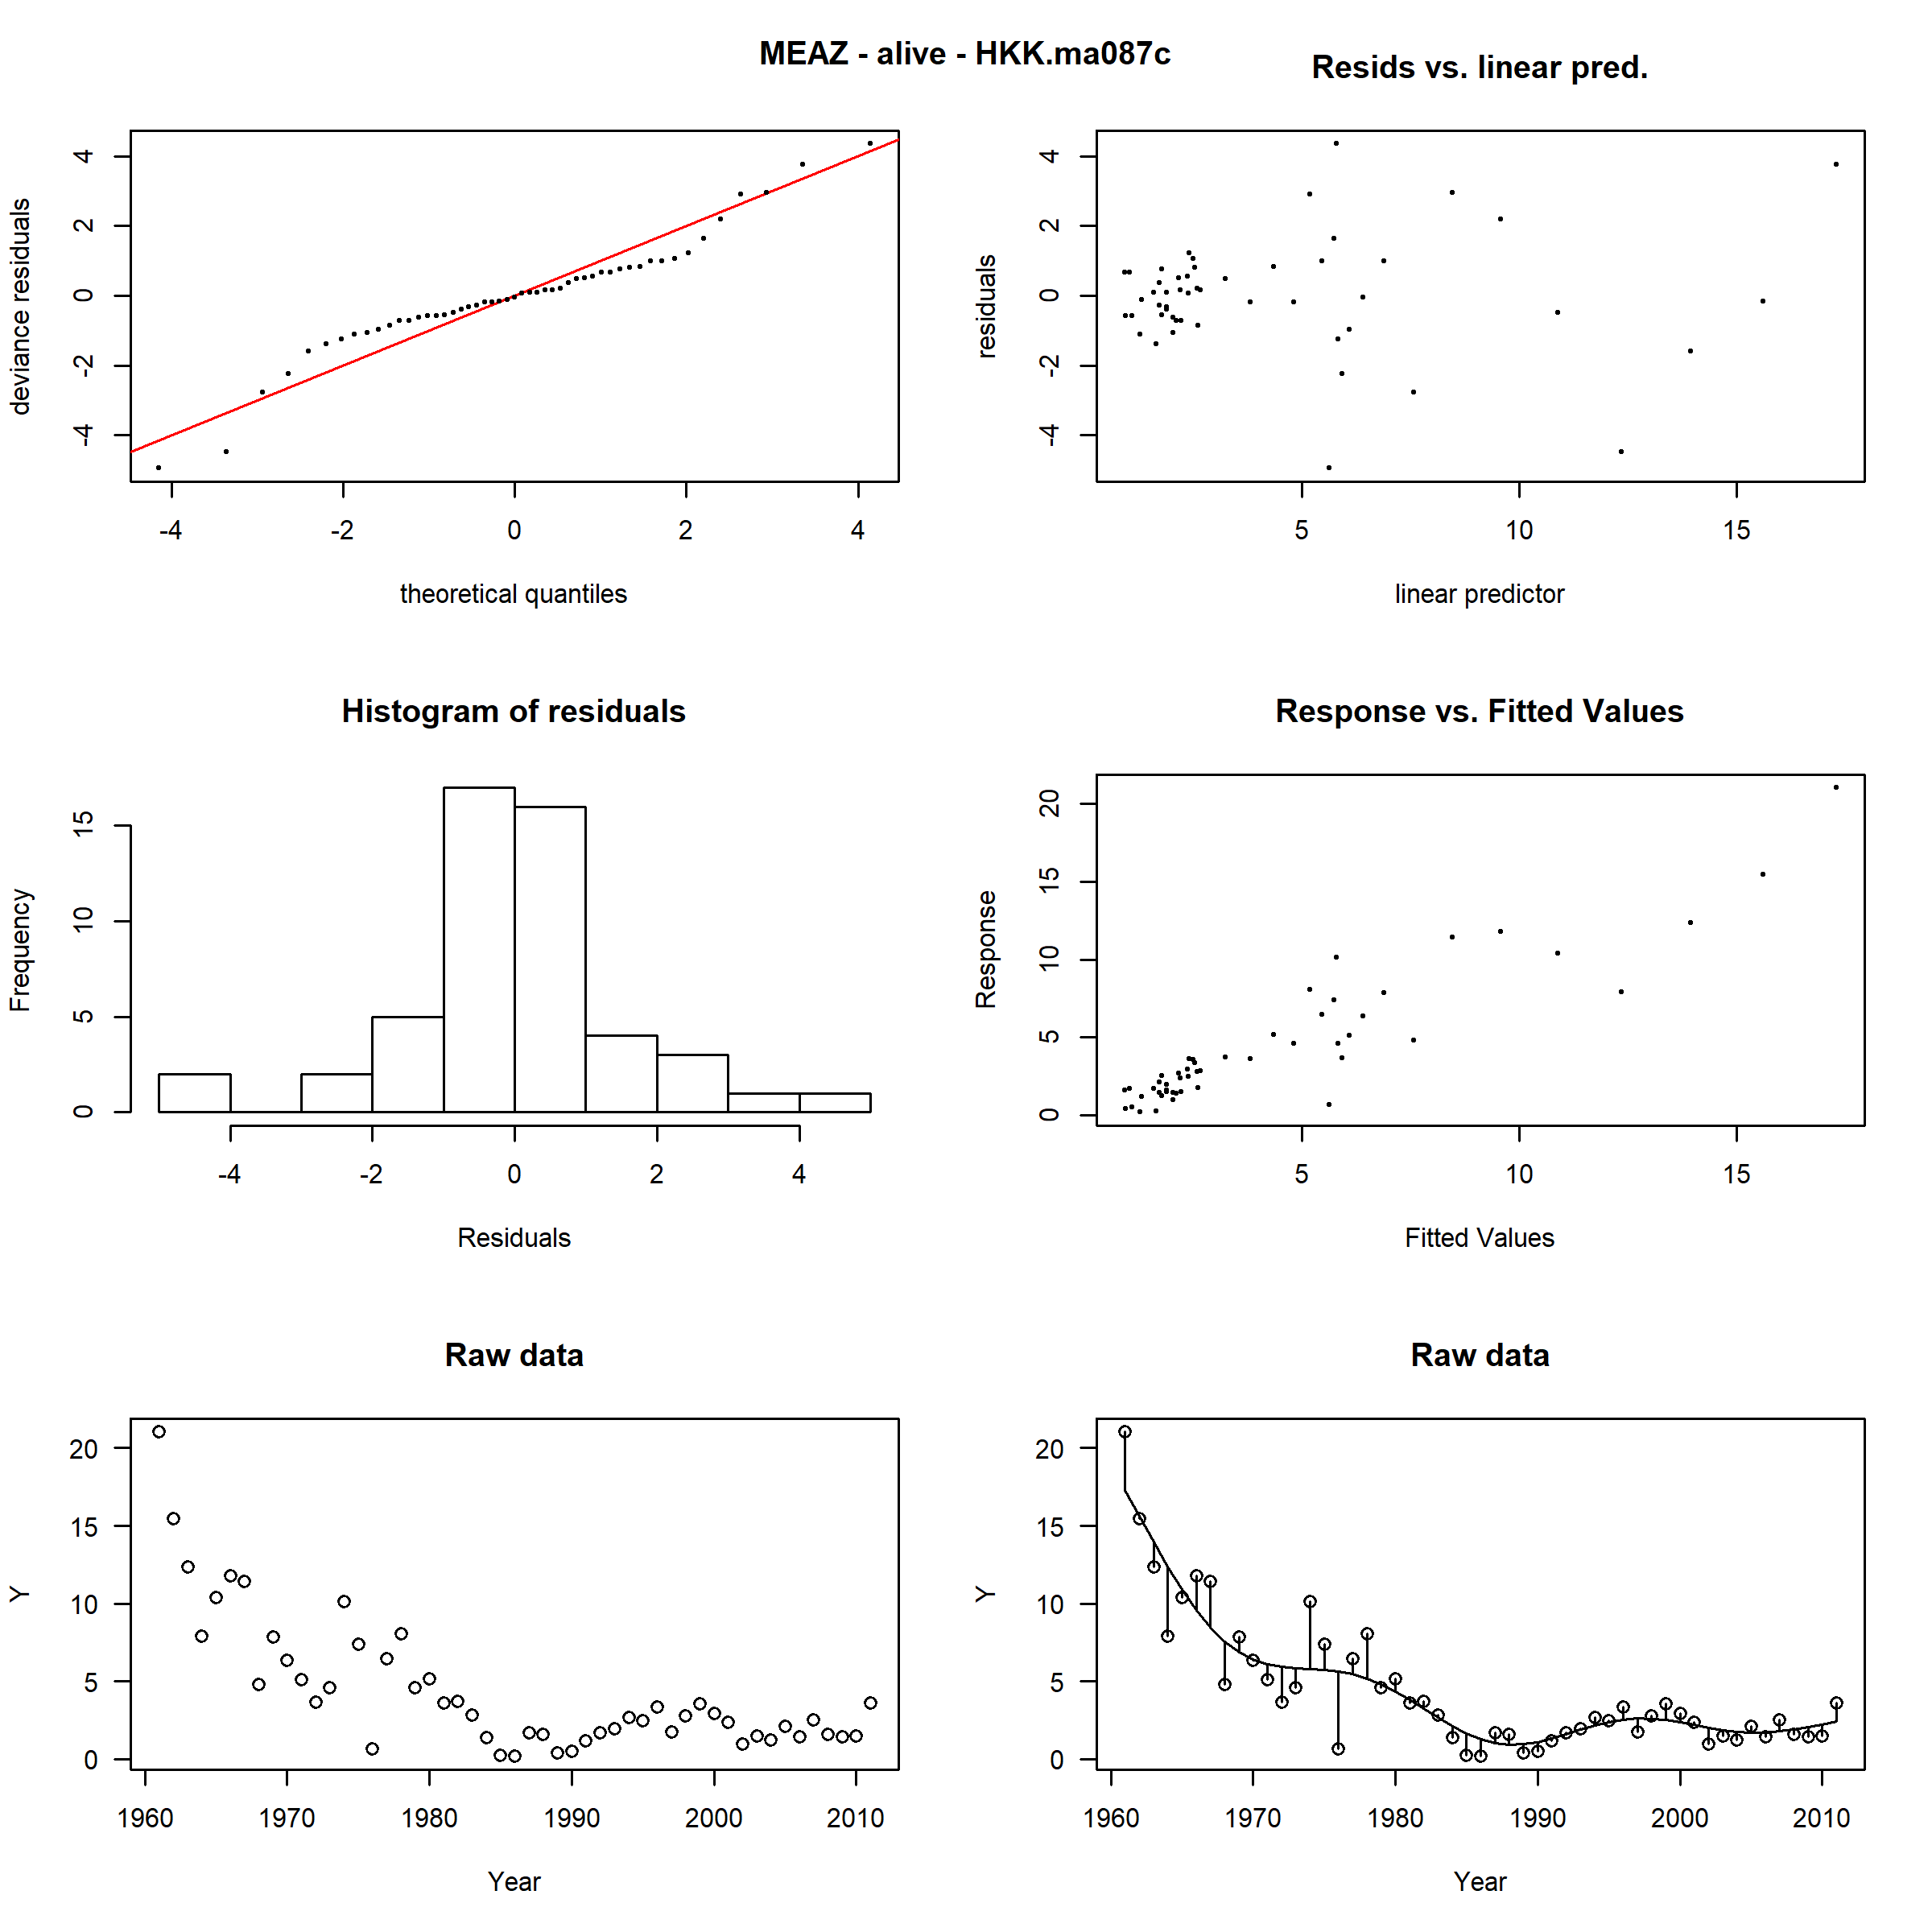 MEAZ - alive - HKK.ma087c
Resids vs. linear pred.
deviance residuals
4
2
0
-2
-4
-4 -2 0 2 4
theoretical quantiles
residuals
4
2
0
-2
-4
5 10 15
linear predictor
Histogram of residuals
Frequency
15
10
5
0
-4 -2 0 2 4
Residuals
Response vs. Fitted Values
Response
20
15
10
5
0
5 10 15
Fitted Values
Raw data
Y
20
15
10
5
0
1960 1970 1980 1990 2000 2010
Year
Raw data
Y
20
15
10
5
0
1960 1970 1980 1990 2000 2010
Year